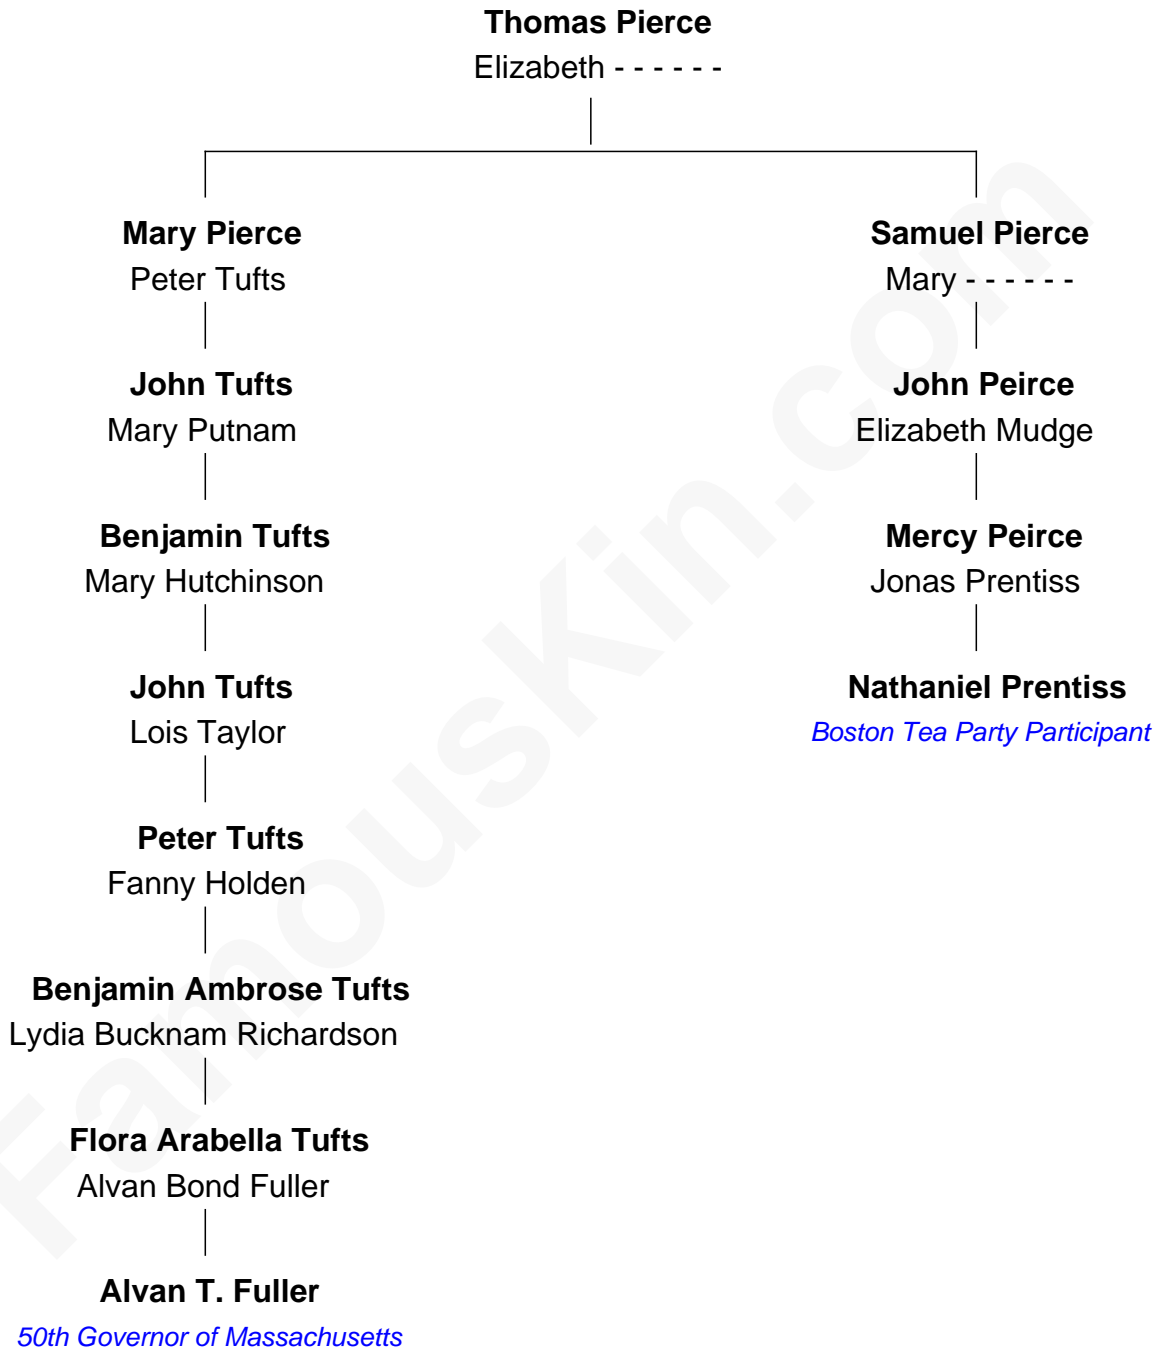 Thomas Pierce
Elizabeth - - - - - -
Mary Pierce
Peter Tufts
Samuel Pierce
Mary - - - - - -
John Tufts
Mary Putnam
John Peirce
Elizabeth Mudge
Benjamin Tufts
Mary Hutchinson
Mercy Peirce
Jonas Prentiss
John Tufts
Lois Taylor
Nathaniel Prentiss
Boston Tea Party Participant
Peter Tufts
Fanny Holden
Benjamin Ambrose Tufts
Lydia Bucknam Richardson
Flora Arabella Tufts
Alvan Bond Fuller
Alvan T. Fuller
50th Governor of Massachusetts
FamousKin.com